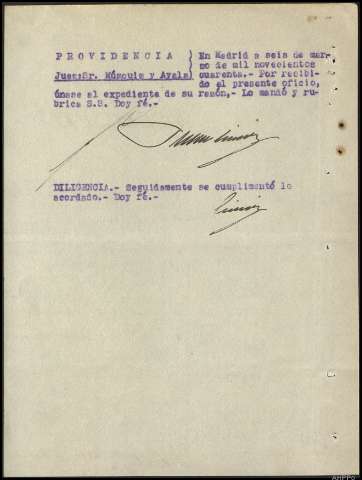 P R O V I D E N C I A ) En Madrid a seis de mar-
Juez:Sr. Múzquiz y Ayala) zo de mil novecientos
cuarenta.- Por recibi-
do el presente oficio,
únase al expediente de su razón,- Lo mandó y ru-
brica S.S. Doy fé.-
DILIGENCIA.- Seguidamente se cumplimentó lo
acordado.- Doy fé.-